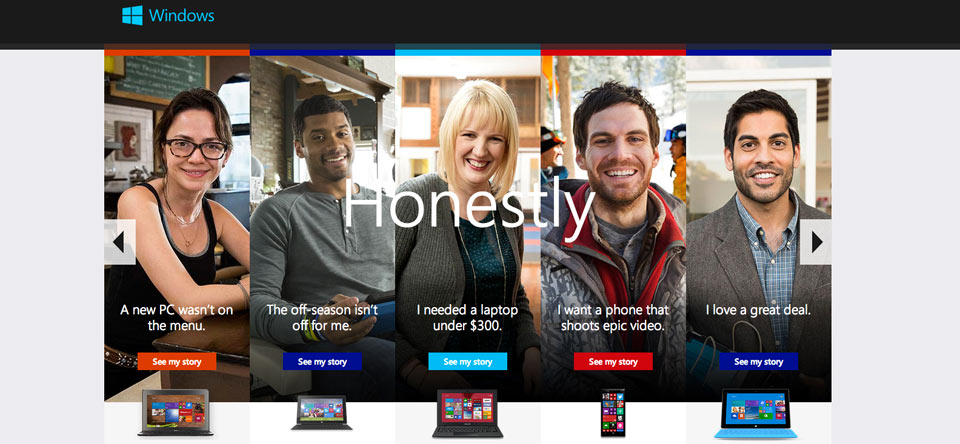 Windows
Honestly
A new PC wasn't on
the menu.
See my story
The off-season isn't
off for me.
See my story
I needed a laptop
under $300.
See my story
I want a phone that
shoots epic video.
See my story
I love a great deal.
See my story